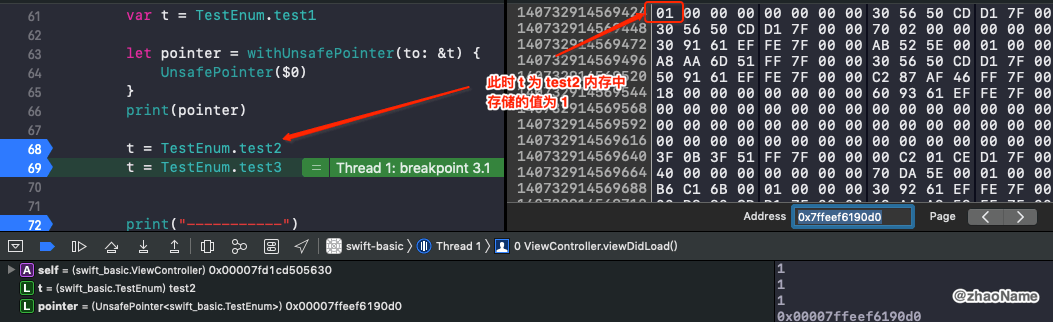 61 var t = TestEnum.test1
62
63 let pointer = withUnsafePointer(to: &t) {
64 UnsafePointer($0)
65 }
66 print(pointer)
67
68 t = TestEnum.test2
69 t = TestEnum.test3 = Thread 1: breakpoint 3.1
70
71
72 print("———————————")
此时 t 为 test2 内存中
存储的值为 1
140732914569424 01 00 00 00 00 00 00 00 30 56 50 CD D1 7F 00
140732914569448 30 56 50 CD D1 7F 00 00 70 02 00 00 00 00 00
140732914569472 30 91 61 EF FE 7F 00 00 AB 52 5E 00 01 00 00
140732914569496 A8 AA 6D 51 FF 7F 00 00 30 56 50 CD D1 7F 00
50 91 61 EF FE 7F 00 00 C2 87 AF 46 FF 7F 00
140732914569544 18 00 00 00 00 00 00 00 60 93 61 EF FE 7F 00
140732914569568 00 00 00 00 00 00 00 00 00 00 00 00 00 00 00
140732914569592 00 00 00 00 00 00 00 00 00 00 00 00 00 00 00
140732914569616 00 00 00 00 00 00 00 00 00 00 00 00 00 00 00
140732914569640 3F 0B 3F 51 FF 7F 00 00 00 C2 01 CE D1 7F 00
140732914569664 40 00 00 00 00 00 00 00 70 DA 5E 00 01 00 00
140732914569688 B6 C1 6B 00 01 00 00 00 30 92 61 EF FE 7F 00
Address 0x7ffeef6190d0 Page
swift-basic Thread 1 0 ViewController.viewDidLoad()
A self = (swift_basic.ViewController) 0x00007fd1cd505630
L t = (swift_basic.TestEnum) test2
L pointer = (UnsafePointer<swift_basic.TestEnum>) 0x00007ffeef6190d0
1
1
1
0x00007ffeef6190d0
@zhaoName